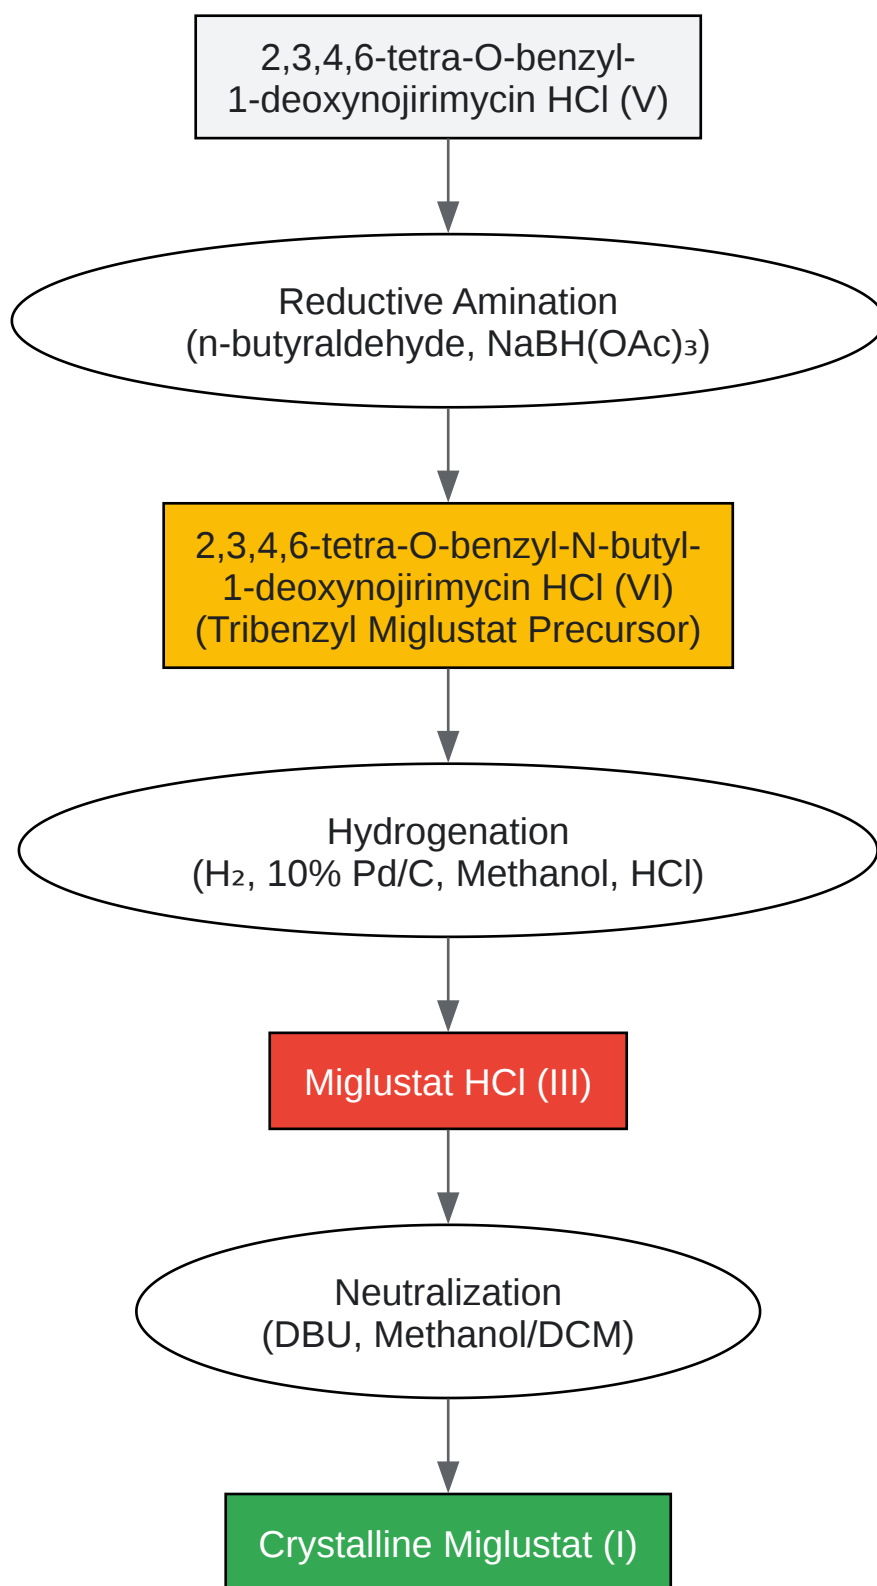 2,3,4,6-tetra-O-benzyl-
1-deoxynojirimycin HCl (V)
Reductive Amination
(n-butyraldehyde, NaBH(OAc)₃)
2,3,4,6-tetra-O-benzyl-N-butyl-
1-deoxynojirimycin HCl (VI)
(Tribenzyl Miglustat Precursor)
Hydrogenation
(H₂, 10% Pd/C, Methanol, HCl)
Miglustat HCl (III)
Neutralization
(DBU, Methanol/DCM)
Crystalline Miglustat (I)